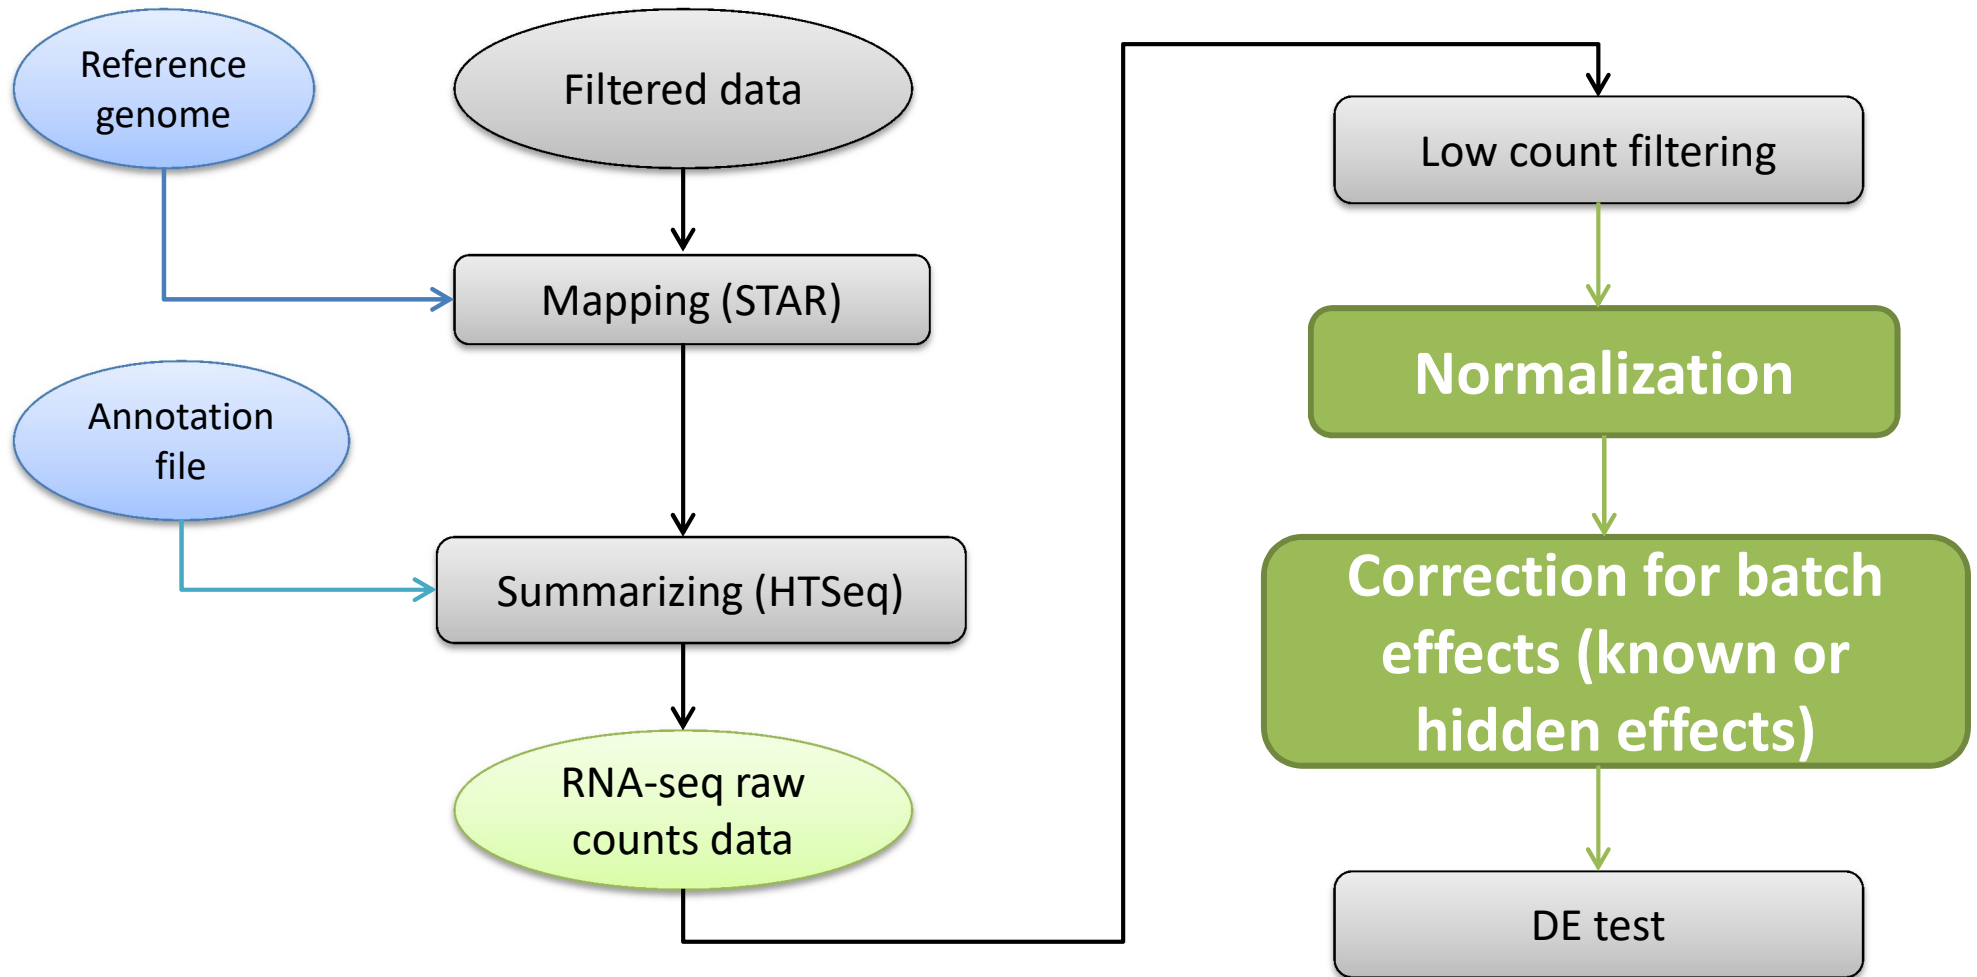 Reference
genome
Filtered data
Mapping (STAR)
Annotation
file
Summarizing (HTSeq)
RNA-seq raw
counts data
Low count filtering
Normalization
Correction for batch
effects (known or
hidden effects)
DE test